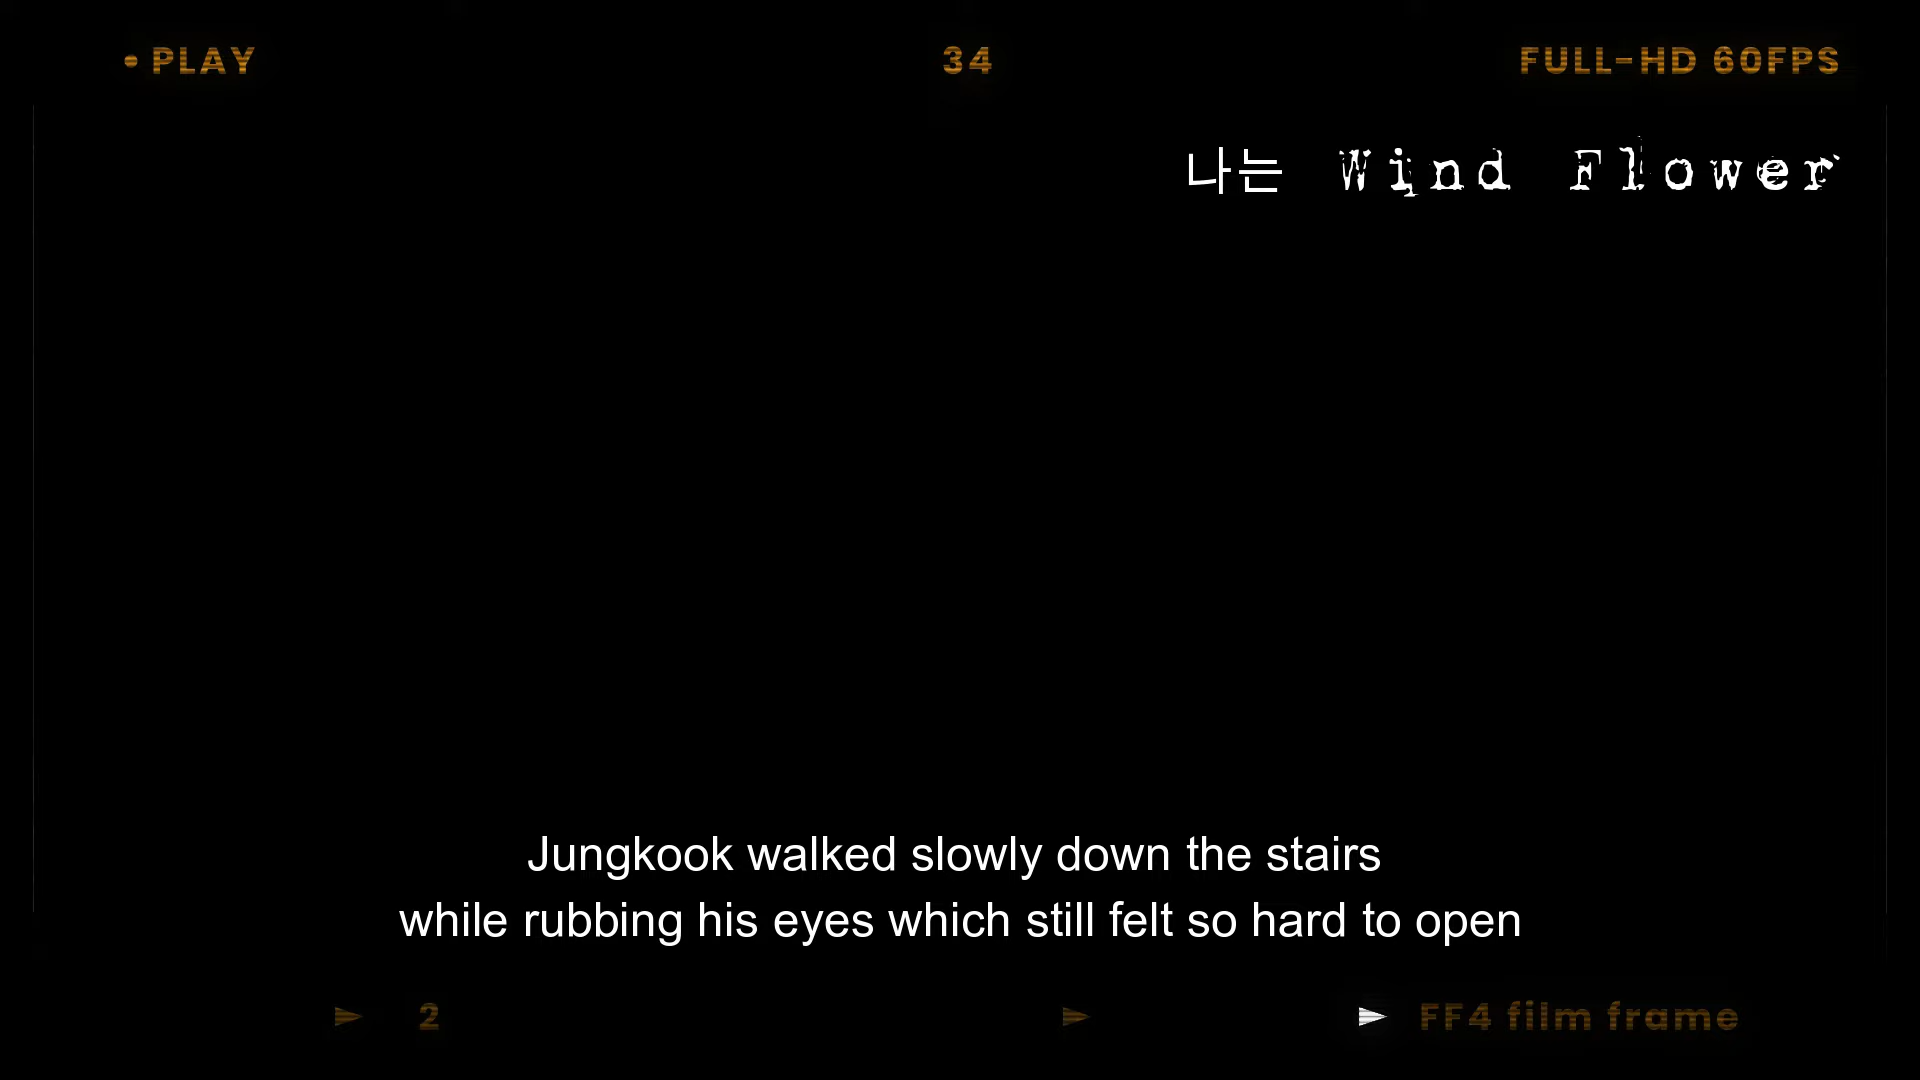 • PLAY 34 FULL-HD 60FPS
나는 Wind Flower
Jungkook walked slowly down the stairs
while rubbing his eyes which still felt so hard to open
2 FF4 film frame